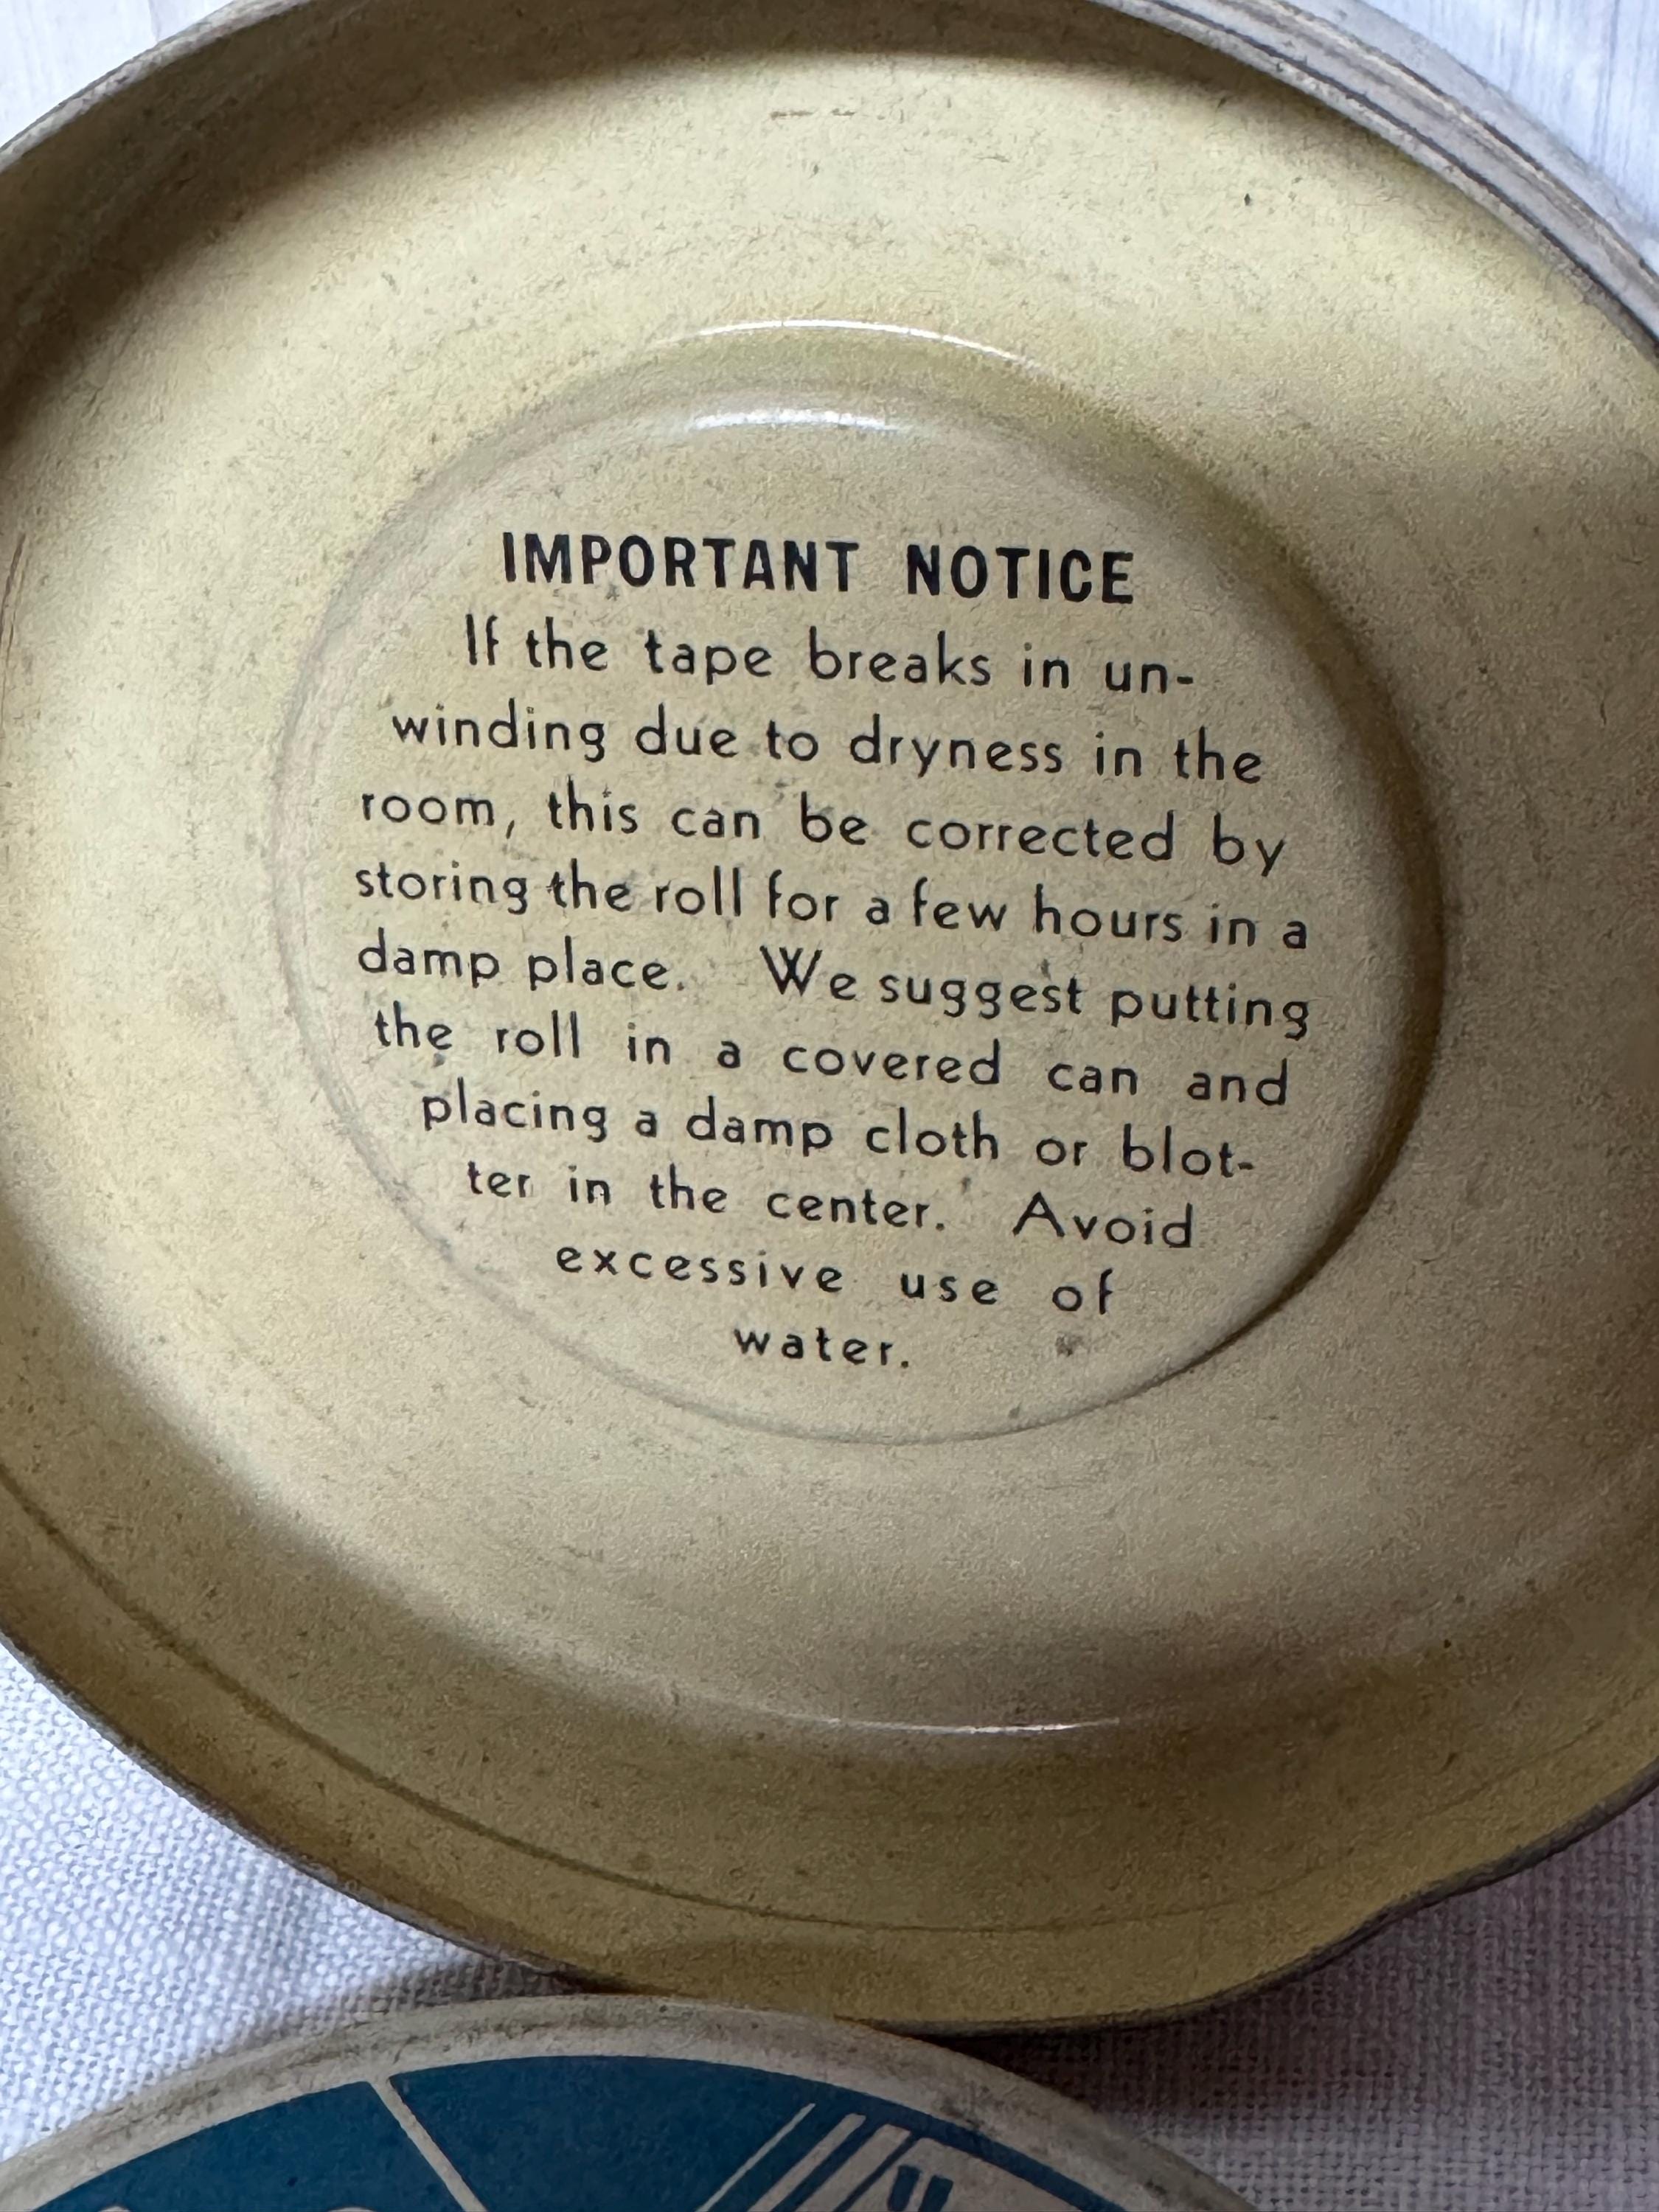 IMPORTANT NOTICE
If the tape breaks in un-
winding due to dryness in the
room, this can be corrected by
storing the roll for a few hours in a
damp place. We suggest putting
the roll in a covered can and
placing a damp cloth or blot-
ter in the center. Avoid
excessive use of
water.